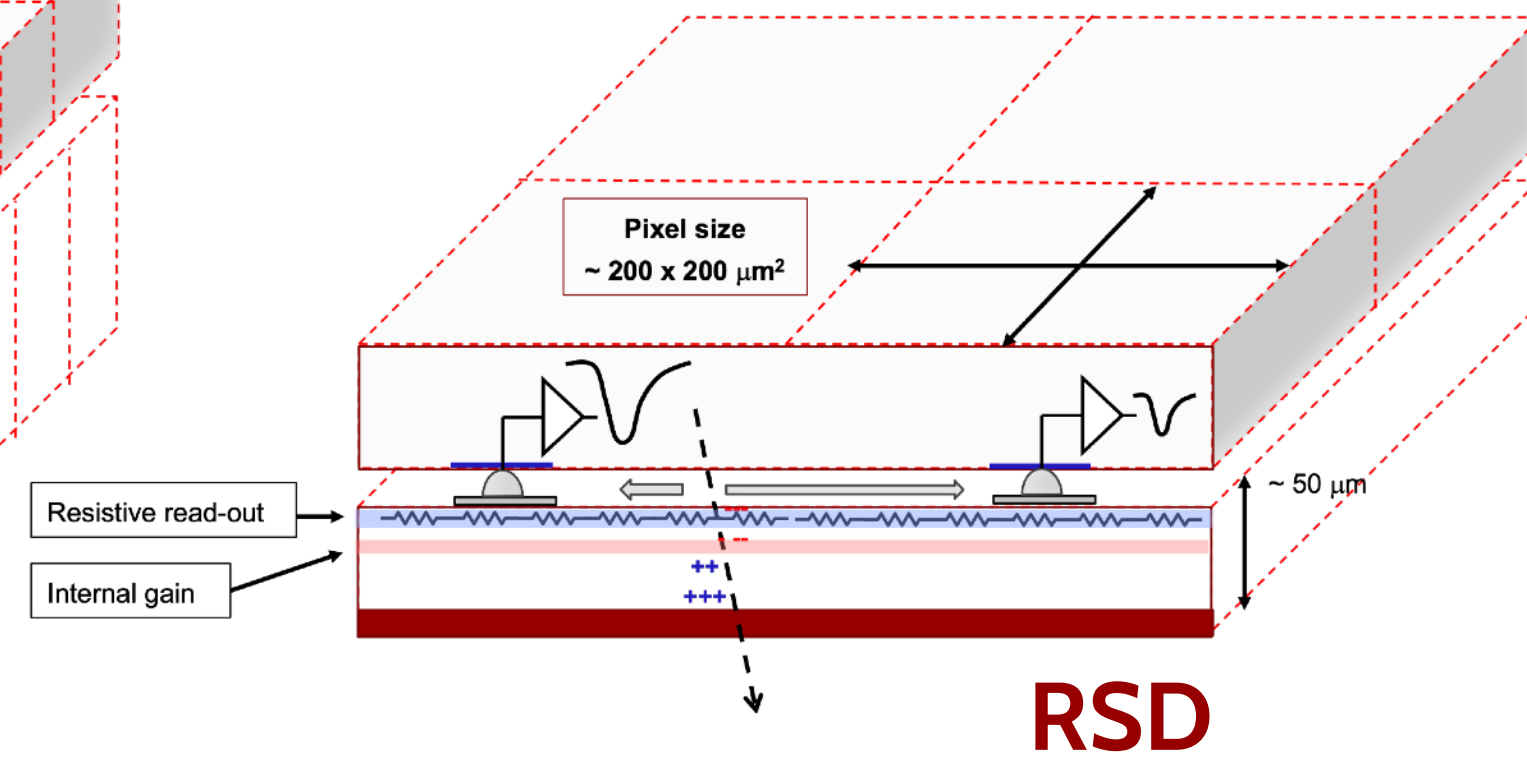 Pixel size
~ 200 x 200 μm²
~ 50 μm
Resistive read-out
Internal gain
---
--
++
+++
RSD